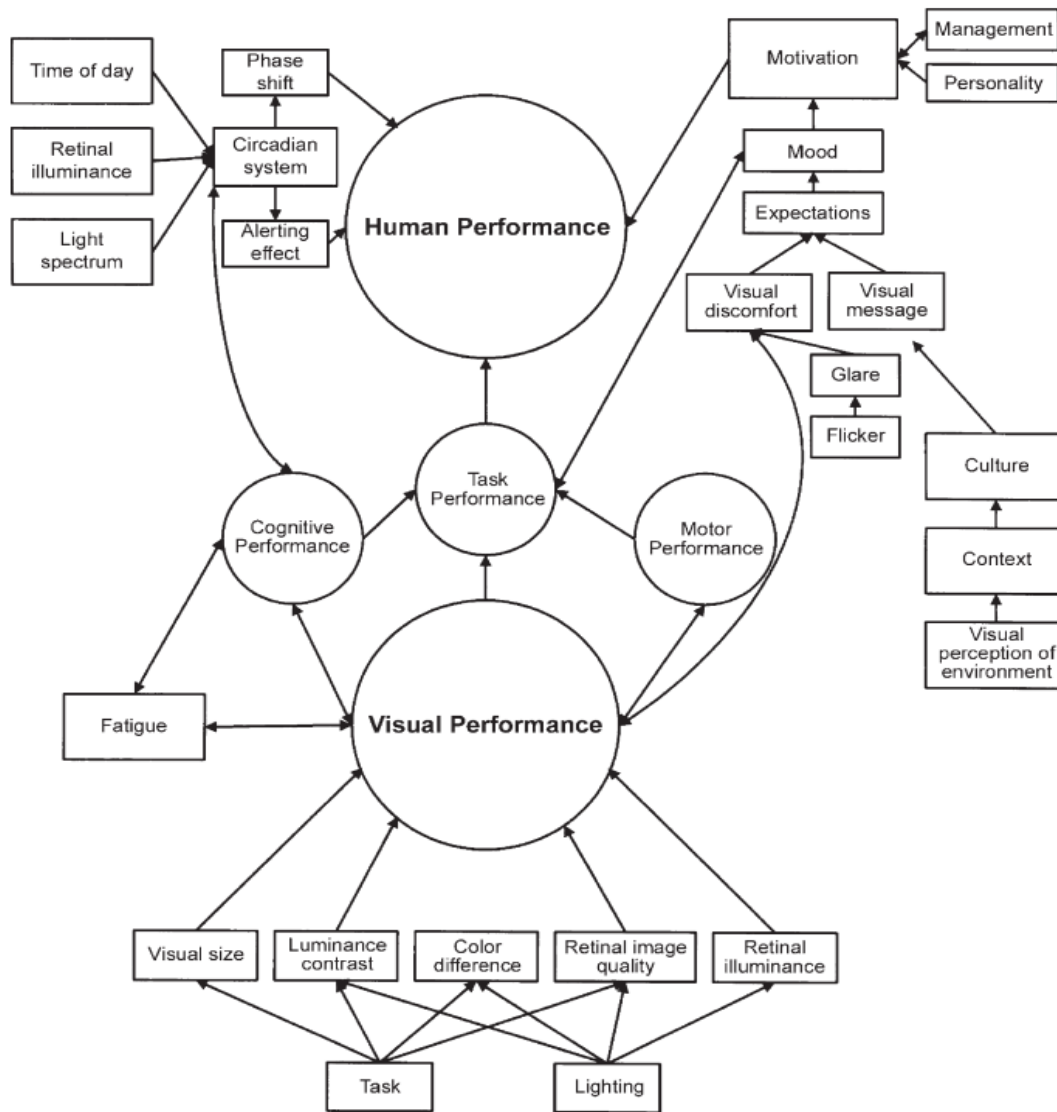 Time of day
Retinal
illuminance
Light
spectrum
Phase
shift
Circadian
system
Alerting
effect
Human Performance
Motivation
Management
Personality
Mood
Expectations
Visual
discomfort
Visual
message
Glare
Flicker
Culture
Context
Visual
perception of
environment
Task
Performance
Cognitive
Performance
Motor
Performance
Fatigue
Visual Performance
Visual size
Luminance
contrast
Color
difference
Retinal image
quality
Retinal
illuminance
Task
Lighting